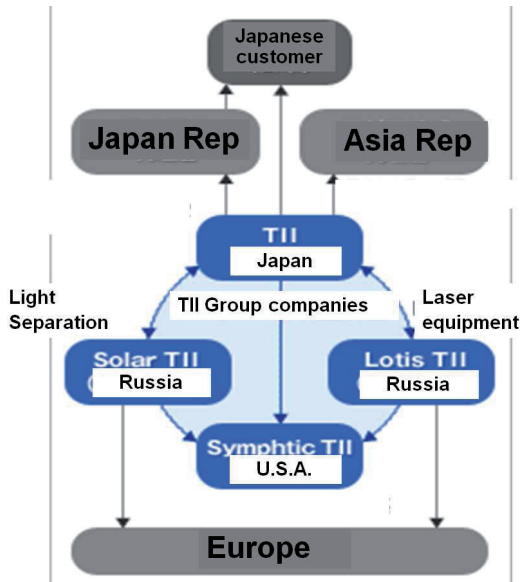 Japanese
customer
Japan Rep
Asia Rep
TII
Japan
Light
Separation
TII Group companies
Laser
equipment
Solar TII
Russia
Lotis TII
Russia
Symphtic TII
U.S.A.
Europe